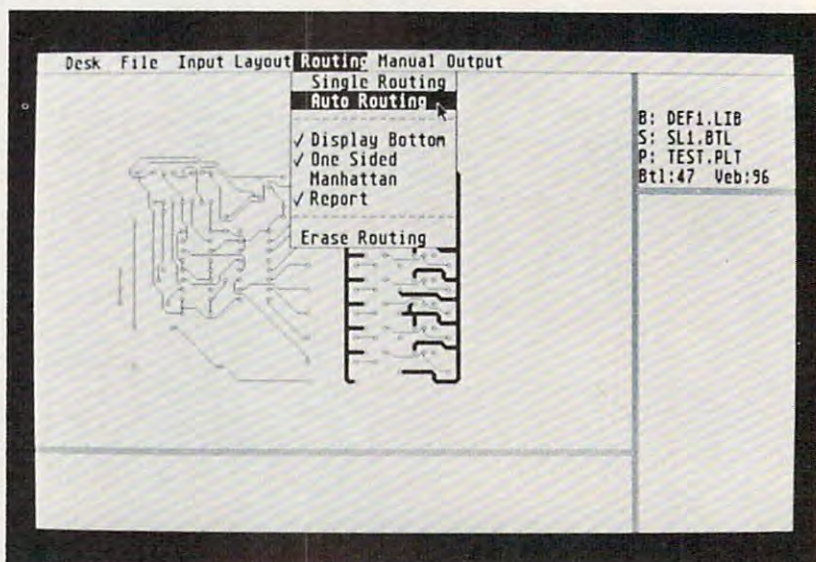 Desk File Input Layout Routing Manual Output
Single Routing
Auto Routing
✓ Display Bottom
✓ One Sided
Manhattan
✓ Report
Erase Routing
B: DEF1.LIB
S: SL1.BTL
P: TEST.PLT
Btl:47 Veb:96